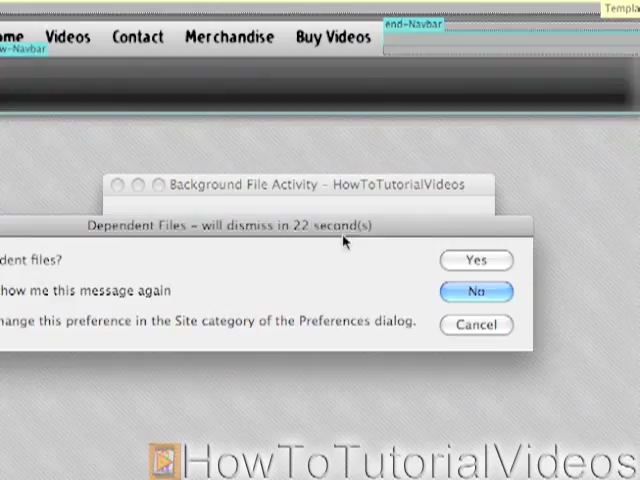 Templa
ome Videos Contact Merchandise Buy Videos
end-Navbar
w-Navbar
Background File Activity - HowToTutorialVideos
Dependent Files - will dismiss in 22 second(s)
dent files?
Yes
how me this message again
No
hange this preference in the Site category of the Preferences dialog.
Cancel
HowToTutorialVideos